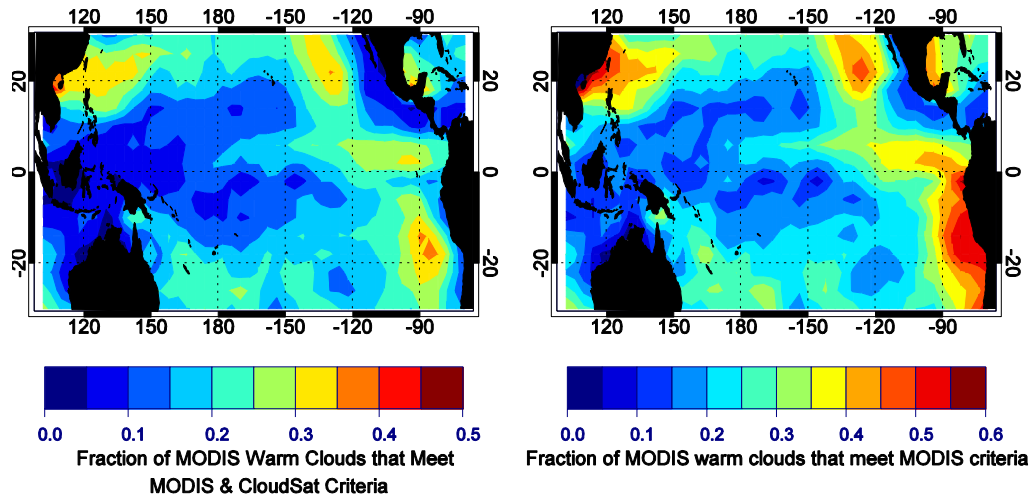 120 150 180 -150 -120 -90
120 150 180 -150 -120 -90
20 20 20 20
0 0 0 0
-20 -20 -20 -20
120 150 180 -150 -120 -90
120 150 180 -150 -120 -90
0.0 0.1 0.2 0.3 0.4 0.5
0.0 0.1 0.2 0.3 0.4 0.5 0.6
Fraction of MODIS Warm Clouds that Meet
MODIS & CloudSat Criteria
Fraction of MODIS warm clouds that meet MODIS criteria